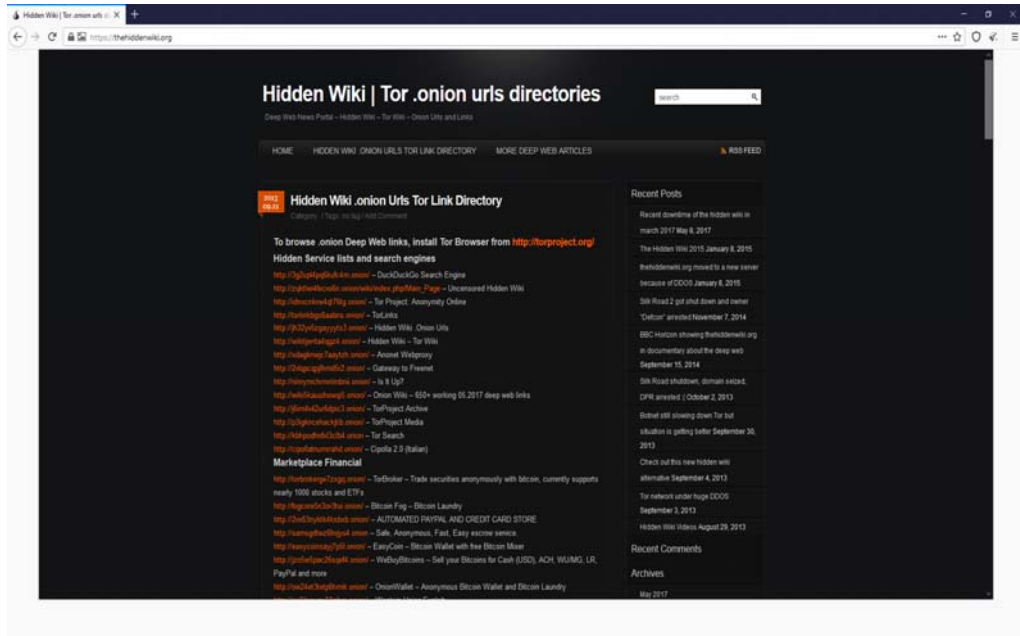 Hidden Wiki | Tor .onion urls
https://thehiddenwiki.org
Hidden Wiki | Tor .onion urls directories
Deep Web News Portal – Hidden Wiki – Tor Wiki – Onion Urls and Links
search
HOME HIDDEN WIKI .ONION URLS TOR LINK DIRECTORY MORE DEEP WEB ARTICLES
RSS FEED
2013
Hidden Wiki .onion Urls Tor Link Directory
Category: / Tags: no tag / Add Comment
To browse .onion Deep Web links, install Tor Browser from http://torproject.org/
Hidden Service lists and search engines
– DuckDuckGo Search Engine
– Uncensored Hidden Wiki
– Tor Project: Anonymity Online
– TorLinks
– Hidden Wiki .Onion Urls
– Hidden Wiki – Tor Wiki
– Anonet Webproxy
– Gateway to Freenet
– Is It Up?
– Onion Wiki – 650+ working 05.2017 deep web links
– TorProject Archive
– TorProject Media
– Tor Search
– Cipolla 2.0 (Italian)
Marketplace Financial
– TorBroker – Trade securities anonymously with bitcoin, currently supports
nearly 1000 stocks and ETFs
– Bitcoin Fog – Bitcoin Laundry
– AUTOMATED PAYPAL AND CREDIT CARD STORE
– Safe, Anonymous, Fast, Easy escrow service.
– EasyCoin – Bitcoin Wallet with free Bitcoin Mixer
– WeBuyBitcoins – Sell your Bitcoins for Cash (USD), ACH, WU/MG, LR,
PayPal and more
– OnionWallet – Anonymous Bitcoin Wallet and Bitcoin Laundry
Recent Posts
Recent downtime of the hidden wiki in
march 2017 May 8, 2017
The Hidden Wiki 2015 January 8, 2015
thehiddenwiki.org moved to a new server
because of DDOS January 8, 2015
Silk Road 2 got shut down and owner
"Defcon" arrested November 7, 2014
BBC Horizon showing thehiddenwiki.org
in documentary about the deep web
September 15, 2014
Silk Road shutdown, domain seized,
DPR arrested :( October 2, 2013
Botnet still slowing down Tor but
situation is getting better September 30,
2013
Check out this new hidden wiki
alternative September 4, 2013
Tor network under huge DDOS
September 3, 2013
Hidden Wiki Videos August 29, 2013
Recent Comments
Archives
May 2017